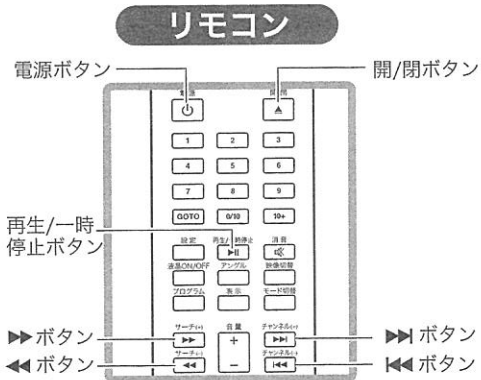 リモコン
電源ボタン
開/閉ボタン
1 2 3
4 5 6
7 8 9
GOTO 0/10 10+
再生/一時
停止ボタン
設定 再生/一時停止 消音
液晶ON/OFF アングル 映像切替
プログラム 表示 モード切替
サーチ(+) 音量 チャンネル(+)
▶▶ボタン ▶▶ + ▶▶| ▶▶|ボタン
サーチ(-) チャンネル(-)
◀◀ボタン ◀◀ − |◀◀ |◀◀ボタン